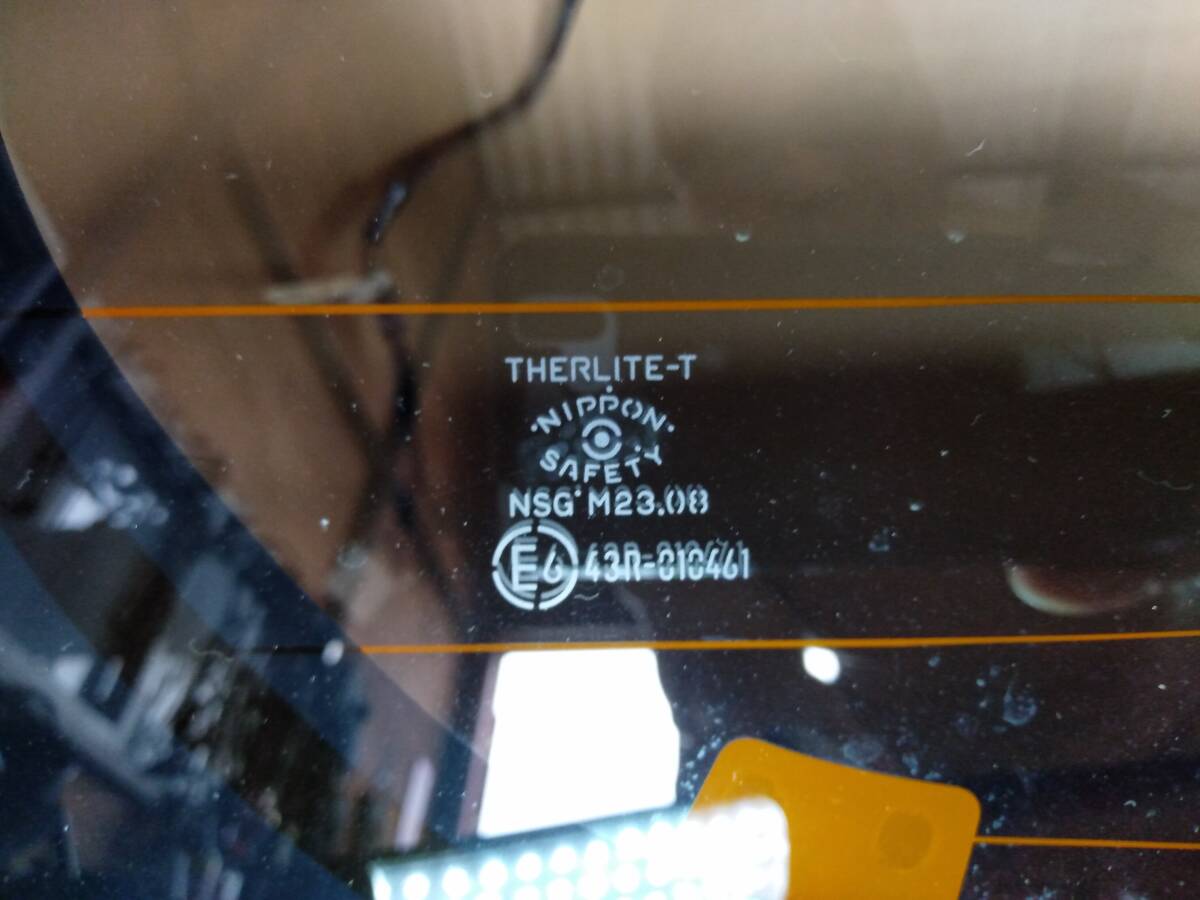 THERLITE-T
NIPPON
SAFETY
NSG M23.08
E6 43R-010461